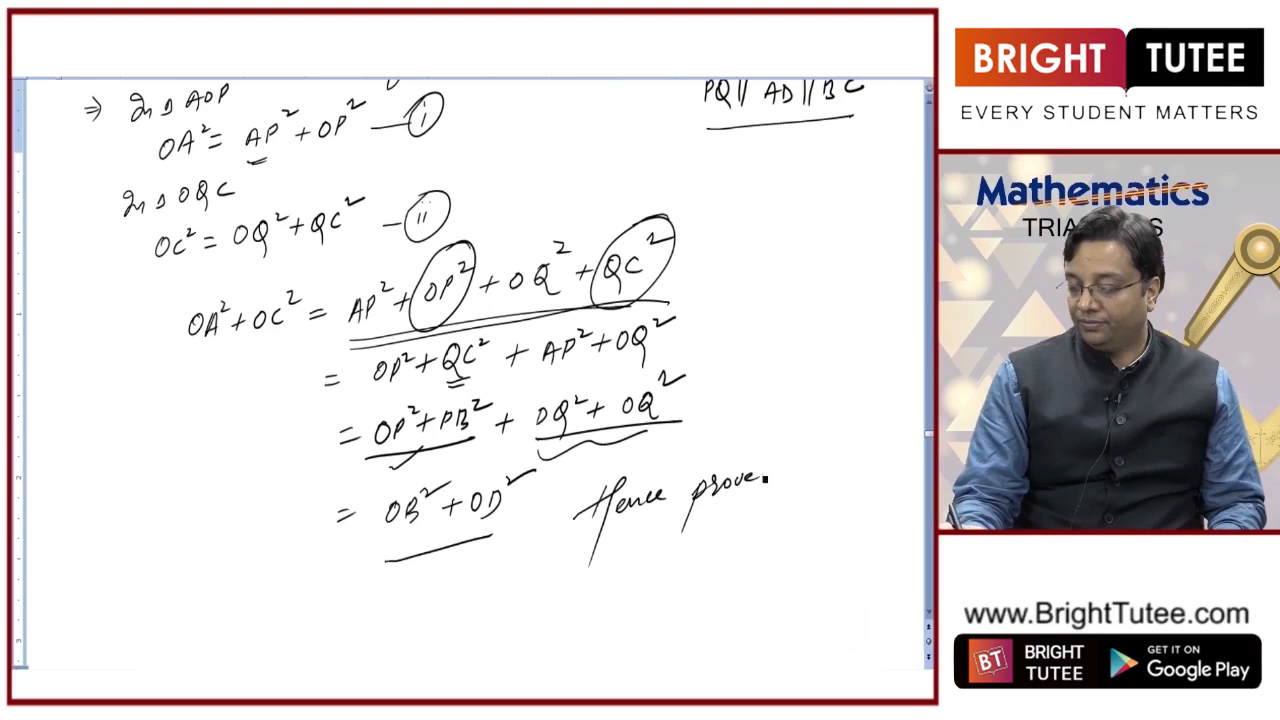 ⇒ In Δ AOP
OA² = AP² + OP² — (i)
PQ || AD || BC
In Δ OQC
OC² = OQ² + QC² — (ii)
OA² + OC² = AP² + OP² + OQ² + QC²
= OP² + QC² + AP² + OQ²
= OP² + PB² + DQ² + OQ²
= OB² + OD² Hence prove.
BRIGHT TUTEE
EVERY STUDENT MATTERS
Mathematics
www.BrightTutee.com
BT
BRIGHT
TUTEE
GET IT ON
Google Play